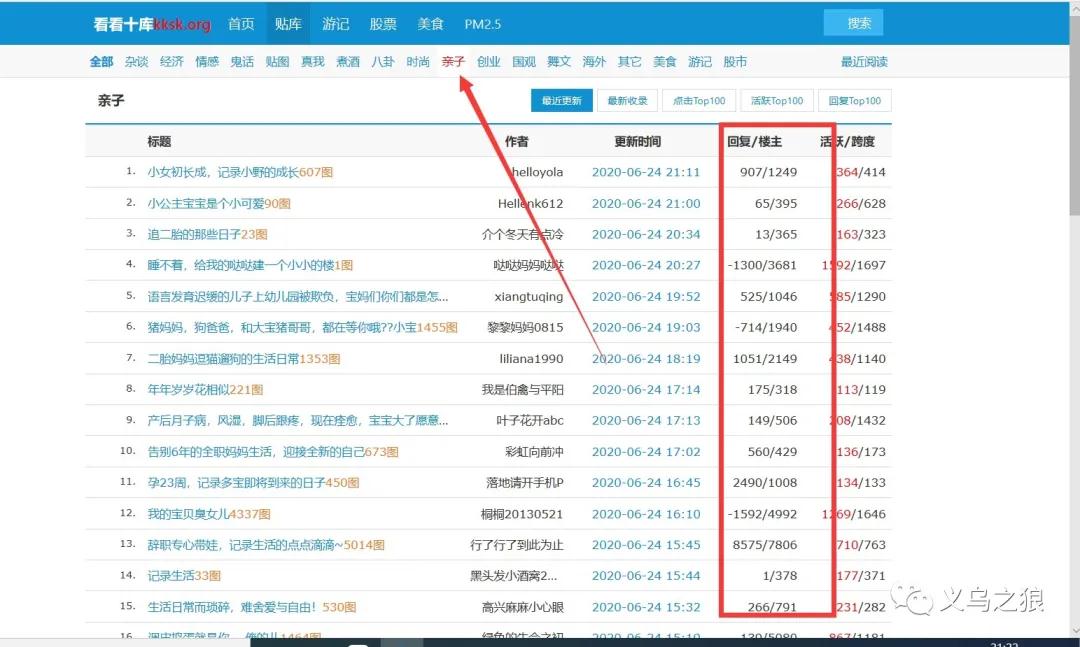 看看十库kksk.org 首页 贴库 游记 股票 美食 PM2.5 搜索
全部 杂谈 经济 情感 鬼话 贴图 真我 煮酒 八卦 时尚 亲子 创业 国观 舞文 海外 其它 美食 游记 股市 最近阅读
亲子 最近更新 最新收录 点击Top100 活跃Top100 回复Top100
标题 作者 更新时间 回复/楼主 活跃/跨度
1. 小女初长成，记录小野的成长607图 helloyola 2020-06-24 21:11 907/1249 364/414
2. 小公主宝宝是个小可爱90图 Hellenk612 2020-06-24 21:00 65/395 266/628
3. 追二胎的那些日子23图 介个冬天有点冷 2020-06-24 20:34 13/365 163/323
4. 睡不着，给我的哒哒建一个小小的楼1图 哒哒妈妈哒哒 2020-06-24 20:27 -1300/3681 1592/1697
5. 语言发育迟缓的儿子上幼儿园被欺负，宝妈们你们都是怎... xiangtuqing 2020-06-24 19:52 525/1046 585/1290
6. 猪妈妈，狗爸爸，和大宝猪哥哥，都在等你哦??小宝1455图 黎黎妈妈0815 2020-06-24 19:03 -714/1940 452/1488
7. 二胎妈妈逗猫遛狗的生活日常1353图 liliana1990 2020-06-24 18:19 1051/2149 438/1140
8. 年年岁岁花相似221图 我是伯禽与平阳 2020-06-24 17:14 175/318 113/119
9. 产后月子病，风湿，脚后跟疼，现在痊愈，宝宝大了愿意... 叶子花开abc 2020-06-24 17:13 149/506 208/1432
10. 告别6年的全职妈妈生活，迎接全新的自己673图 彩虹向前冲 2020-06-24 17:02 560/429 136/173
11. 孕23周，记录多宝即将到来的日子450图 落地请开手机P 2020-06-24 16:45 2490/1008 134/133
12. 我的宝贝臭女儿4337图 桐桐20130521 2020-06-24 16:10 -1592/4992 1269/1646
13. 辞职专心带娃，记录生活的点点滴滴~5014图 行了行了到此为止 2020-06-24 15:45 8575/7806 710/763
14. 记录生活33图 黑头发小酒窝2... 2020-06-24 15:44 1/378 177/371
15. 生活日常而琐碎，难舍爱与自由！530图 高兴麻麻小心眼 2020-06-24 15:32 266/791 231/282
义乌之狼